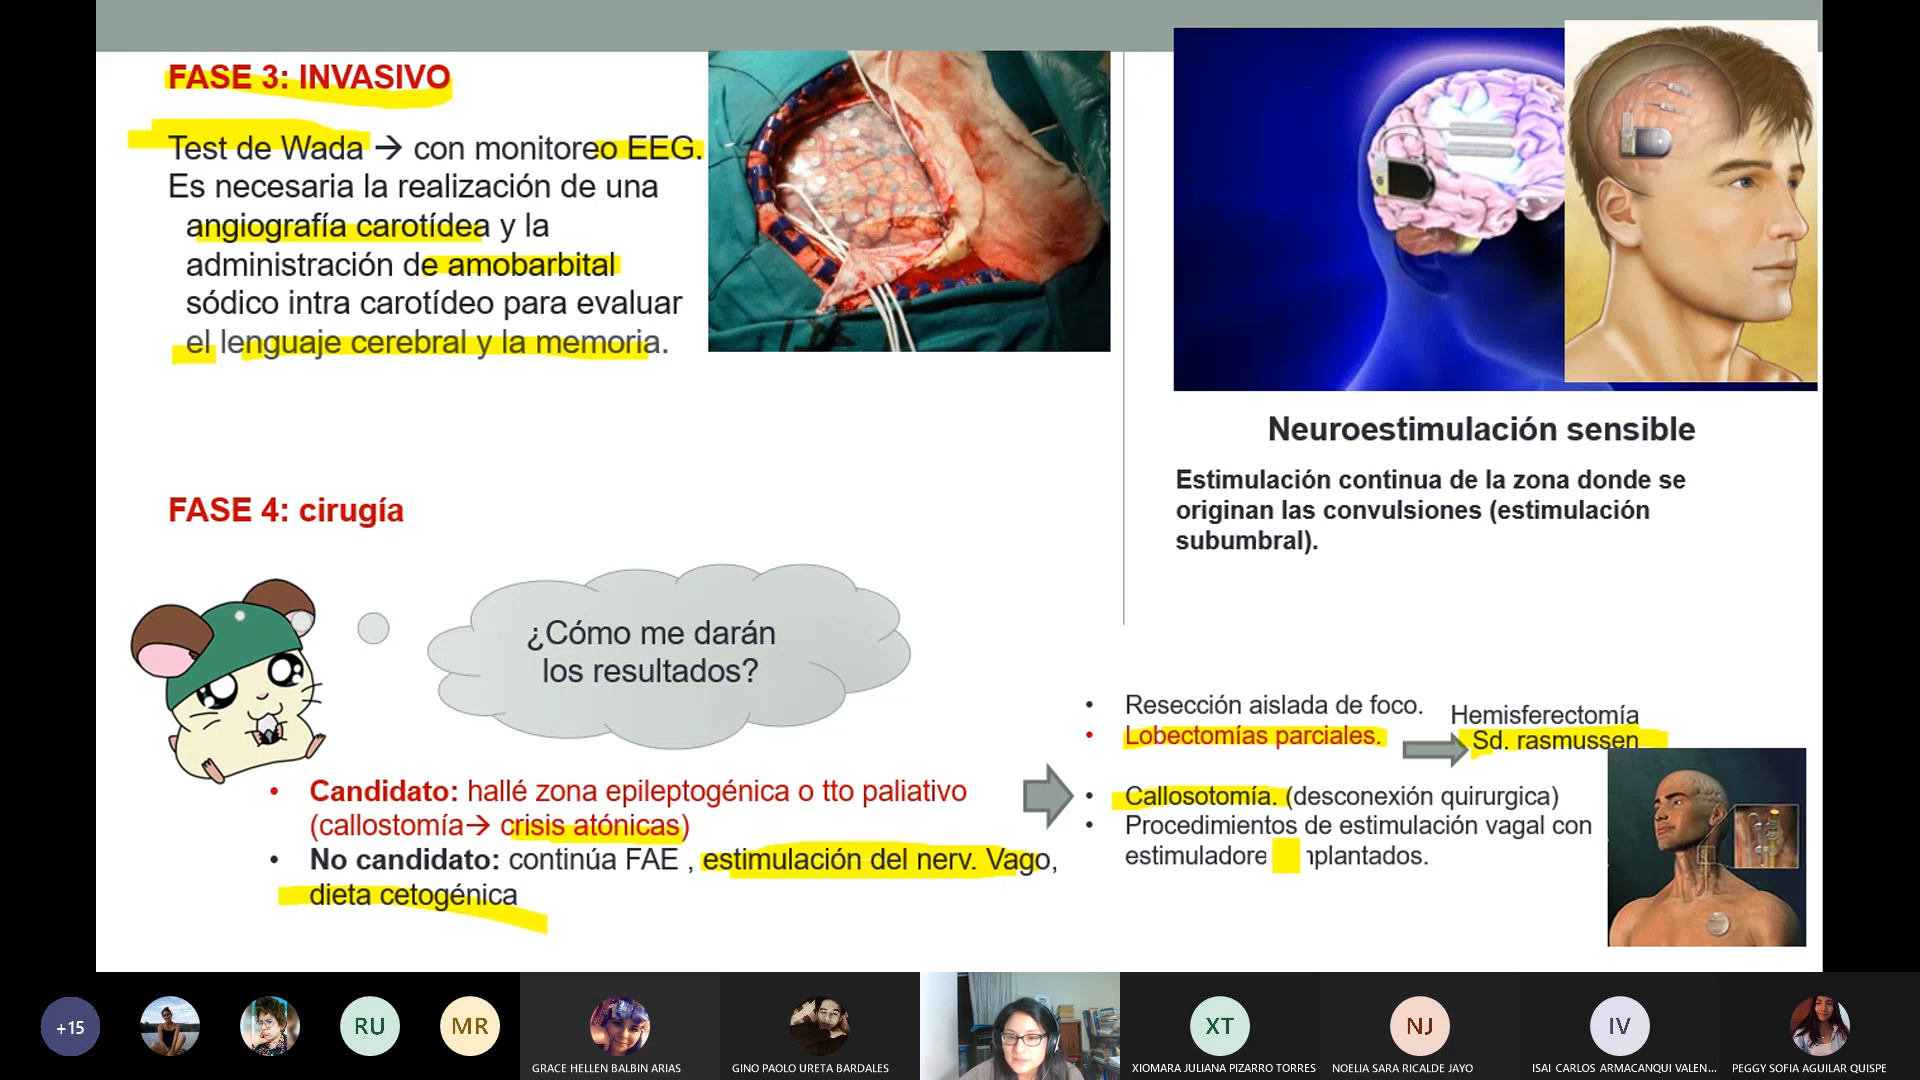 FASE 3: INVASIVO
Test de Wada → con monitoreo EEG.
Es necesaria la realización de una
angiografía carotídea y la
administración de amobarbital
sódico intra carotídeo para evaluar
el lenguaje cerebral y la memoria.
Neuroestimulación sensible
Estimulación continua de la zona donde se
originan las convulsiones (estimulación
subumbral).
FASE 4: cirugía
¿Cómo me darán
los resultados?
• Candidato: hallé zona epileptogénica o tto paliativo
(callostomía→ crisis atónicas)
• No candidato: continúa FAE , estimulación del nerv. Vago,
dieta cetogénica
• Resección aislada de foco.
• Lobectomías parciales.
Hemisferectomía
Sd. rasmussen
• Callosotomía. (desconexión quirurgica)
• Procedimientos de estimulación vagal con
estimuladore nplantados.
+15
RU
MR
GRACE HELLEN BALBIN ARIAS
GINO PAOLO URETA BARDALES
XT
XIOMARA JULIANA PIZARRO TORRES
NJ
NOELIA SARA RICALDE JAYO
IV
ISAI CARLOS ARMACANQUI VALEN...
PEGGY SOFIA AGUILAR QUISPE